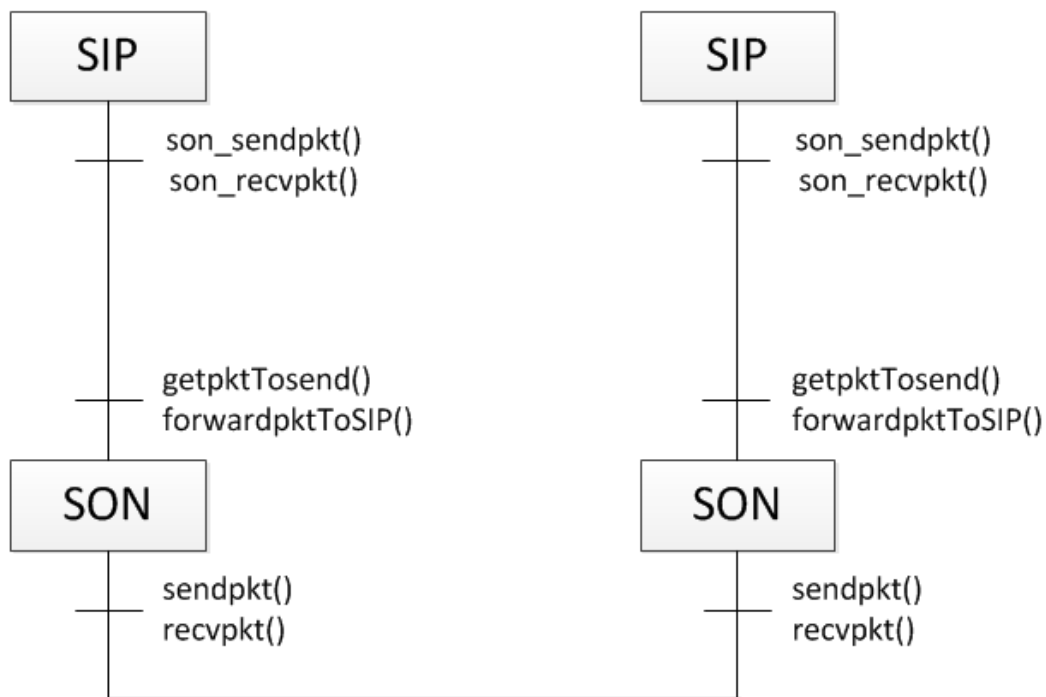 SIP
son_sendpkt()
son_recvpkt()
getpktTosend()
forwardpktToSIP()
SON
sendpkt()
recvpkt()
SIP
son_sendpkt()
son_recvpkt()
getpktTosend()
forwardpktToSIP()
SON
sendpkt()
recvpkt()